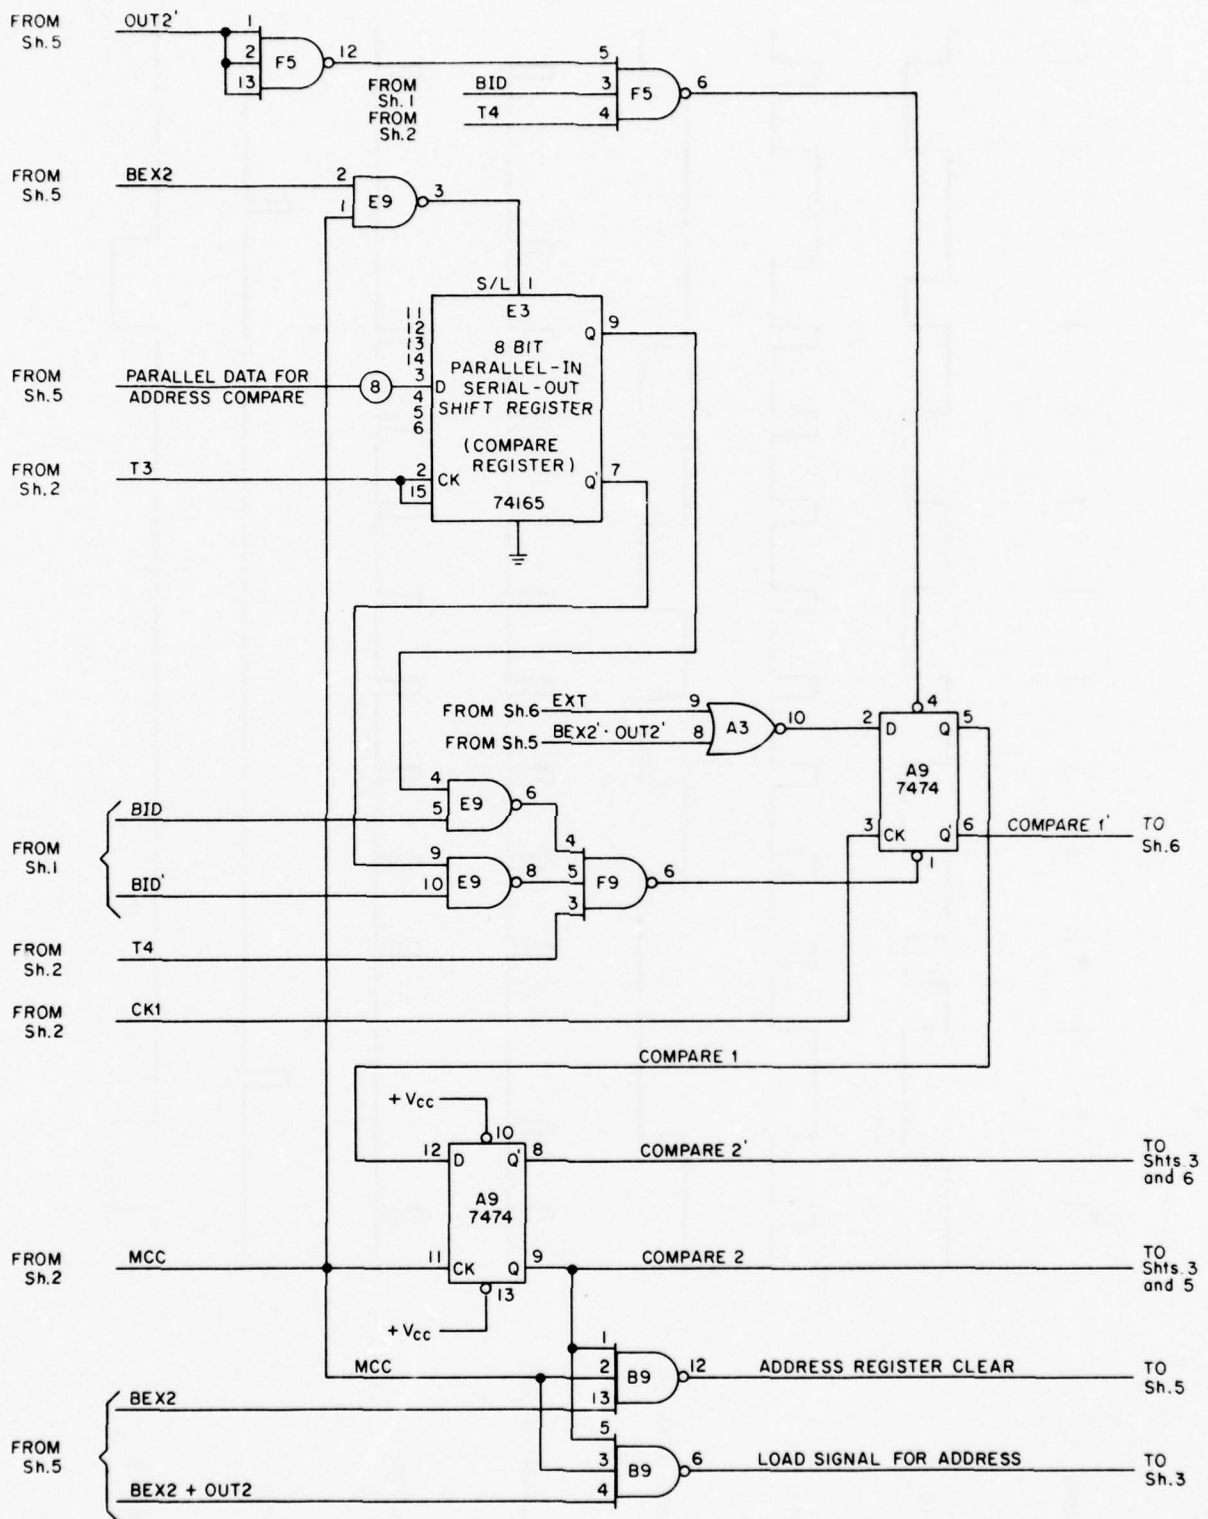 FROM
Sh.5
OUT2'
1
2
13
F5
12
5
FROM
Sh.1
BID
3
FROM
Sh.2
T4
4
F5
6
FROM
Sh.5
BEX2
2
1
E9
3
S/L
1
E3
11
12
13
14
3
4
5
6
D
8 BIT
PARALLEL-IN
SERIAL-OUT
SHIFT REGISTER
(COMPARE
REGISTER)
74165
Q
9
Q'
7
FROM
Sh.5
PARALLEL DATA FOR
ADDRESS COMPARE
8
FROM
Sh.2
T3
2
15
CK
FROM Sh.6
EXT
9
FROM Sh.5
BEX2'·OUT2'
8
A3
10
2
D
4
Q
5
A9
7474
3
CK
Q'
6
1
COMPARE 1'
TO
Sh.6
FROM
Sh.1
BID
4
5
E9
6
BID'
9
10
E9
8
4
5
3
F9
6
FROM
Sh.2
T4
FROM
Sh.2
CK1
COMPARE 1
+Vcc
10
12
D
Q'
8
COMPARE 2'
TO
Shts.3
and 6
A9
7474
FROM
Sh.2
MCC
11
CK
Q
9
COMPARE 2
TO
Shts.3
and 5
13
+Vcc
MCC
1
2
13
B9
12
ADDRESS REGISTER CLEAR
TO
Sh.5
FROM
Sh.5
BEX2
5
3
4
B9
6
LOAD SIGNAL FOR ADDRESS
TO
Sh.3
BEX2 + OUT2